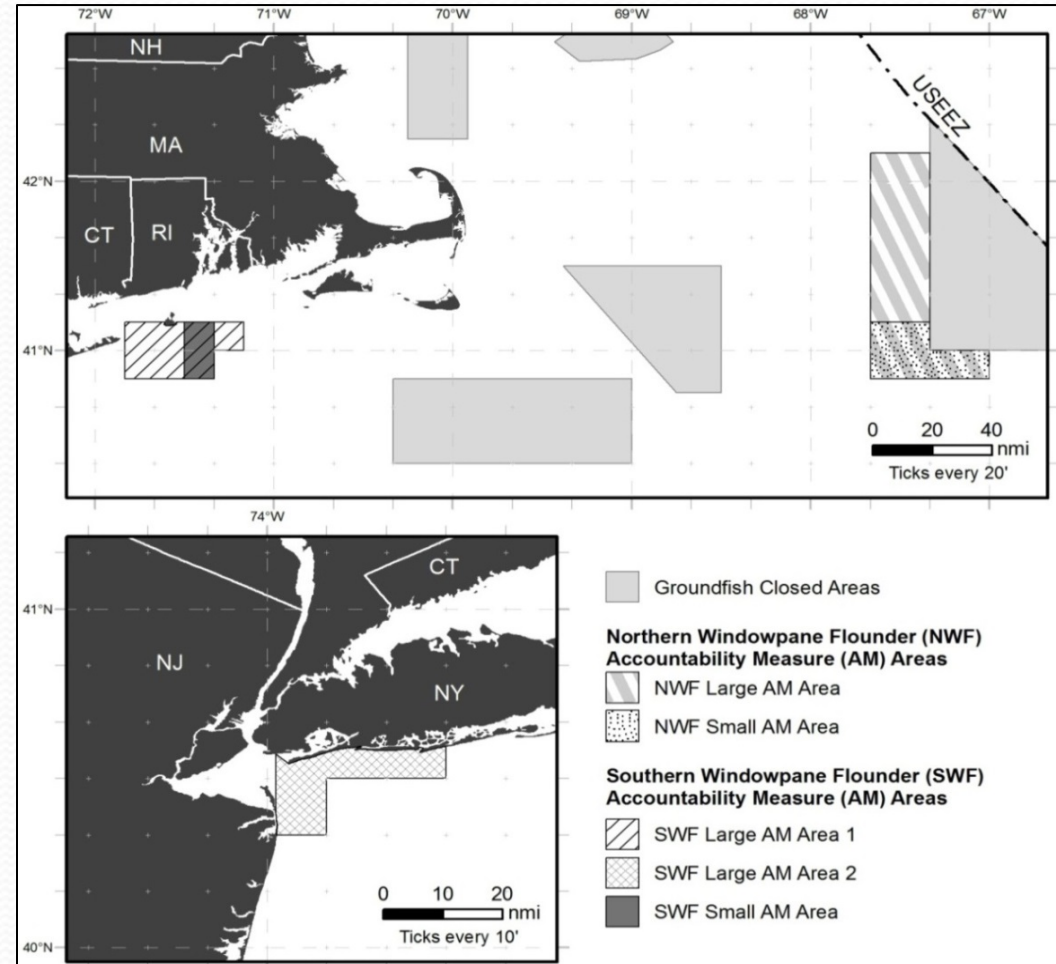 72°W 71°W 70°W 69°W 68°W 67°W
NH
USEEZ
MA
42°N
CT RI
41°N
0 20 40 nmi
Ticks every 20'
74°W
CT
41°N
NJ
NY
0 10 20 nmi
Ticks every 10'
40°N
Groundfish Closed Areas
Northern Windowpane Flounder (NWF)
Accountability Measure (AM) Areas
NWF Large AM Area
NWF Small AM Area
Southern Windowpane Flounder (SWF)
Accountability Measure (AM) Areas
SWF Large AM Area 1
SWF Large AM Area 2
SWF Small AM Area